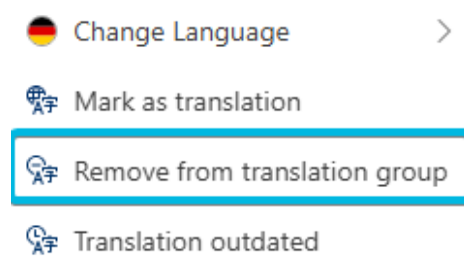 Change Language
Mark as translation
Remove from translation group
Translation outdated